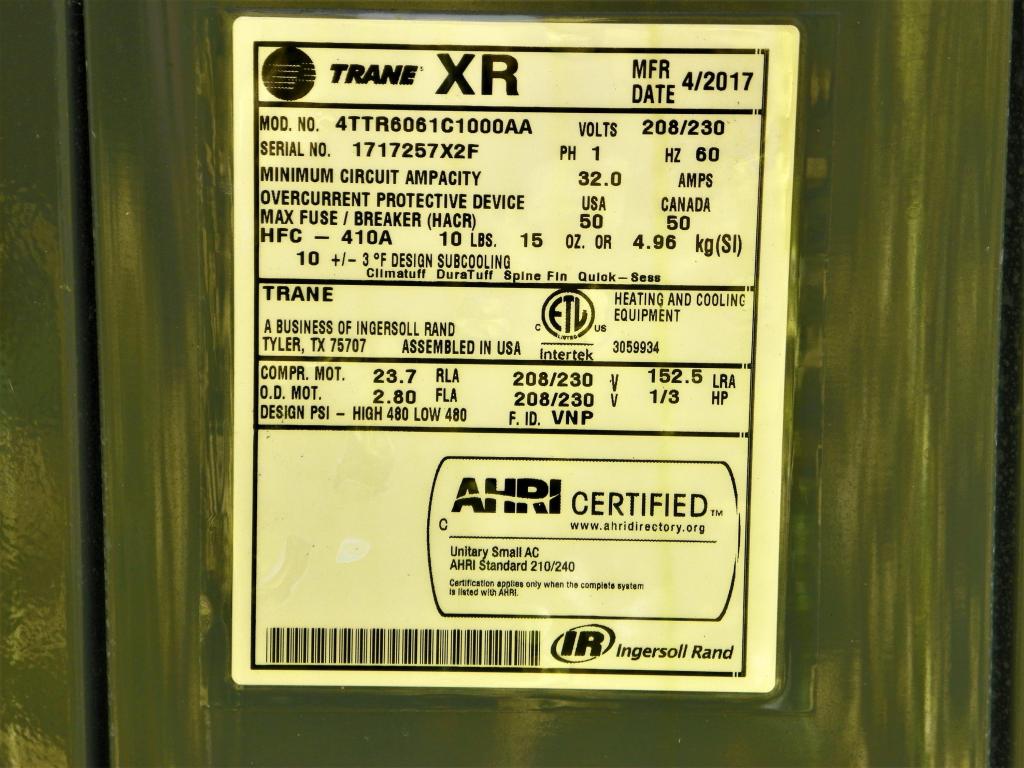 TRANE XR MFR DATE 4/2017
MOD. NO. 4TTR6061C1000AA VOLTS 208/230
SERIAL NO. 1717257X2F PH 1 HZ 60
MINIMUM CIRCUIT AMPACITY 32.0 AMPS
OVERCURRENT PROTECTIVE DEVICE USA CANADA
MAX FUSE / BREAKER (HACR) 50 50
HFC - 410A 10 LBS. 15 OZ. OR 4.96 kg(SI)
10 +/- 3 °F DESIGN SUBCOOLING
Climatuff DuraTuff Spine Fin Quick-Sess
TRANE
A BUSINESS OF INGERSOLL RAND
TYLER, TX 75707 ASSEMBLED IN USA
C ETL US
LISTED
Intertek
HEATING AND COOLING
EQUIPMENT
3059934
COMPR. MOT. 23.7 RLA 208/230 V 152.5 LRA
O.D. MOT. 2.80 FLA 208/230 V 1/3 HP
DESIGN PSI - HIGH 480 LOW 480 F. ID. VNP
AHRI CERTIFIED TM
C
www.ahridirectory.org
Unitary Small AC
AHRI Standard 210/240
Certification applies only when the complete system
is listed with AHRI.
IR Ingersoll Rand